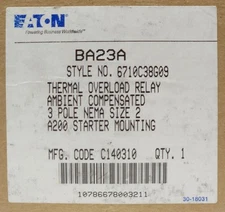 EATON
Powering Business Worldwide
BA23A
STYLE NO. 6710C38G09
THERMAL OVERLOAD RELAY
AMBIENT COMPENSATED
3 POLE NEMA SIZE 2
A200 STARTER MOUNTING
MFG. CODE C140310 QTY. 1
10786678003211
30-16031